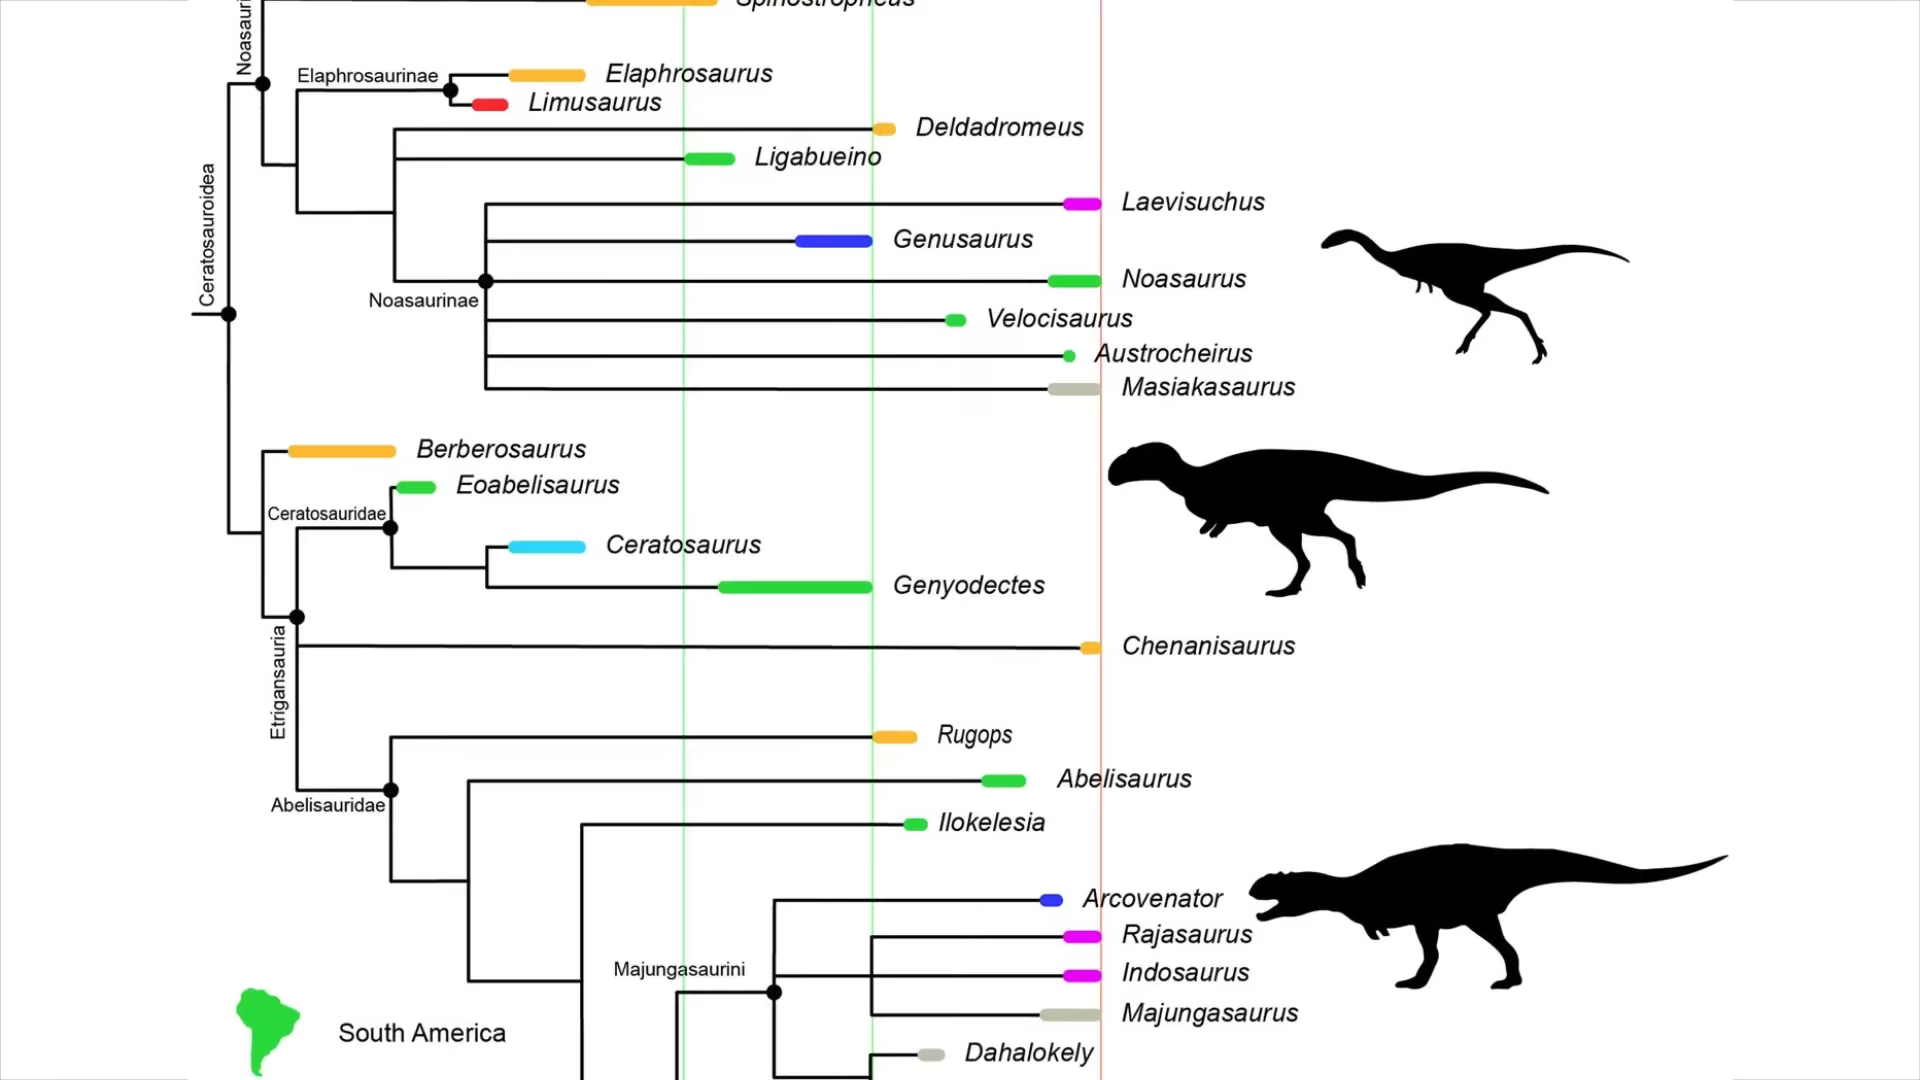 Spinostropheus
Noasauri
Elaphrosaurinae
Elaphrosaurus
Limusaurus
Deldadromeus
Ligabueino
Ceratosauroidea
Laevisuchus
Genusaurus
Noasaurus
Noasaurinae
Velocisaurus
Austrocheirus
Masiakasaurus
Berberosaurus
Eoabelisaurus
Ceratosauridae
Ceratosaurus
Genyodectes
Etrigansauria
Chenanisaurus
Rugops
Abelisaurus
Abelisauridae
Ilokelesia
Arcovenator
Rajasaurus
Majungasaurini
Indosaurus
Majungasaurus
South America
Dahalokely